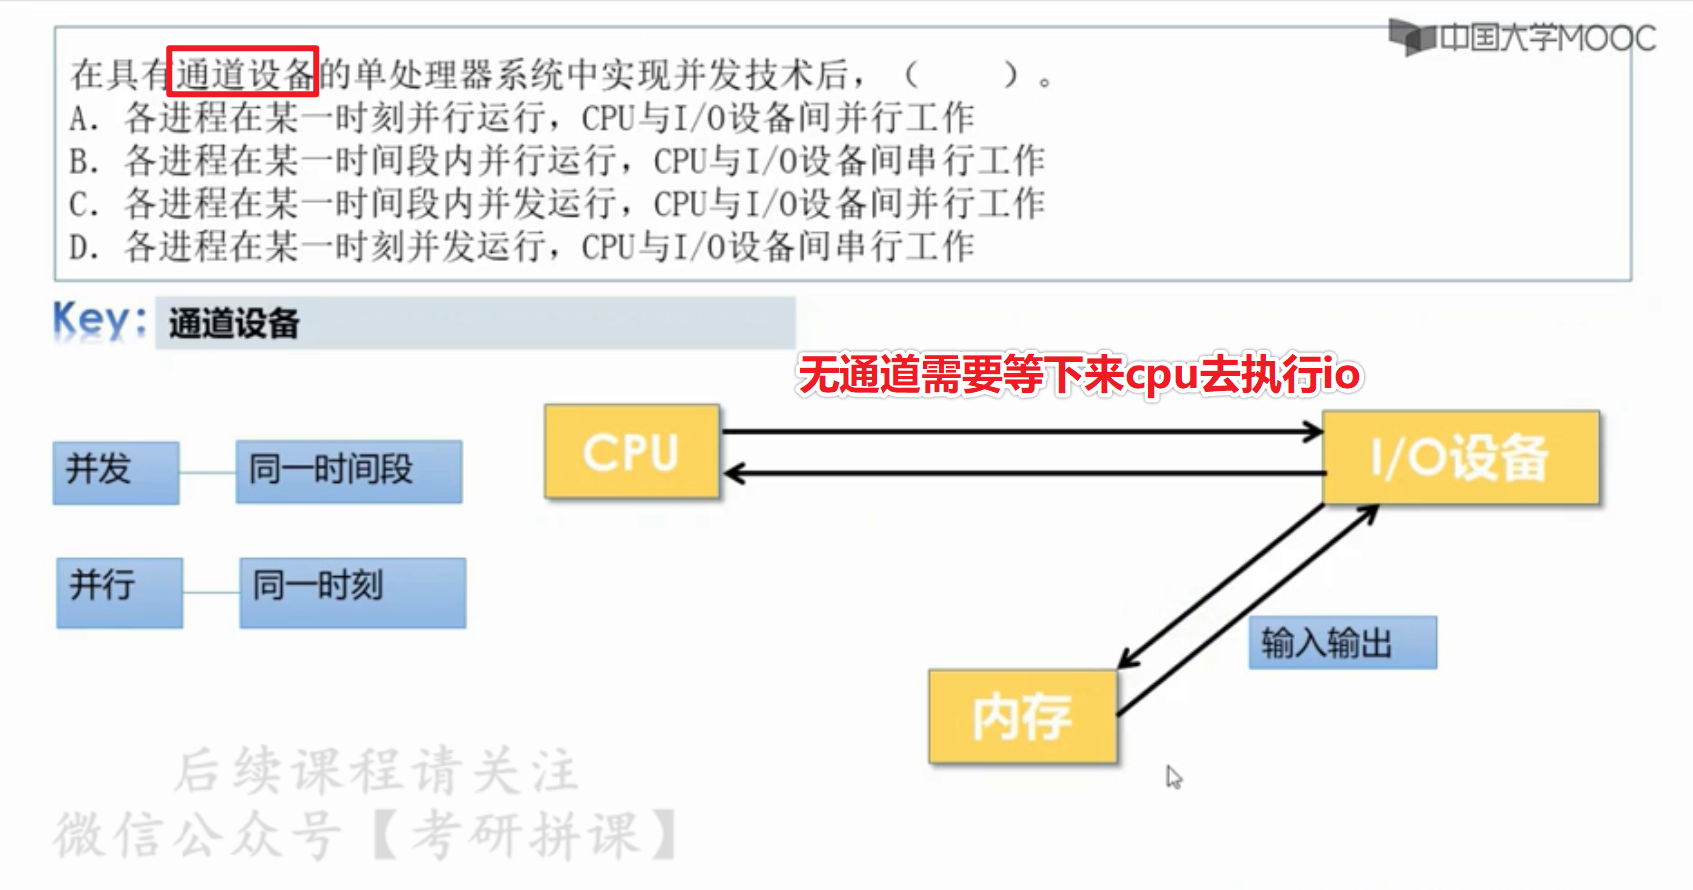 中国大学MOOC
在具有通道设备的单处理器系统中实现并发技术后，（　　）。
A. 各进程在某一时刻并行运行，CPU与I/O设备间并行工作
B. 各进程在某一时间段内并行运行，CPU与I/O设备间串行工作
C. 各进程在某一时间段内并发运行，CPU与I/O设备间并行工作
D. 各进程在某一时刻并发运行，CPU与I/O设备间串行工作
Key: 通道设备
无通道需要等下来cpu去执行io
CPU
I/O设备
并发
同一时间段
并行
同一时刻
输入输出
内存
后续课程请关注
微信公众号【考研拼课】